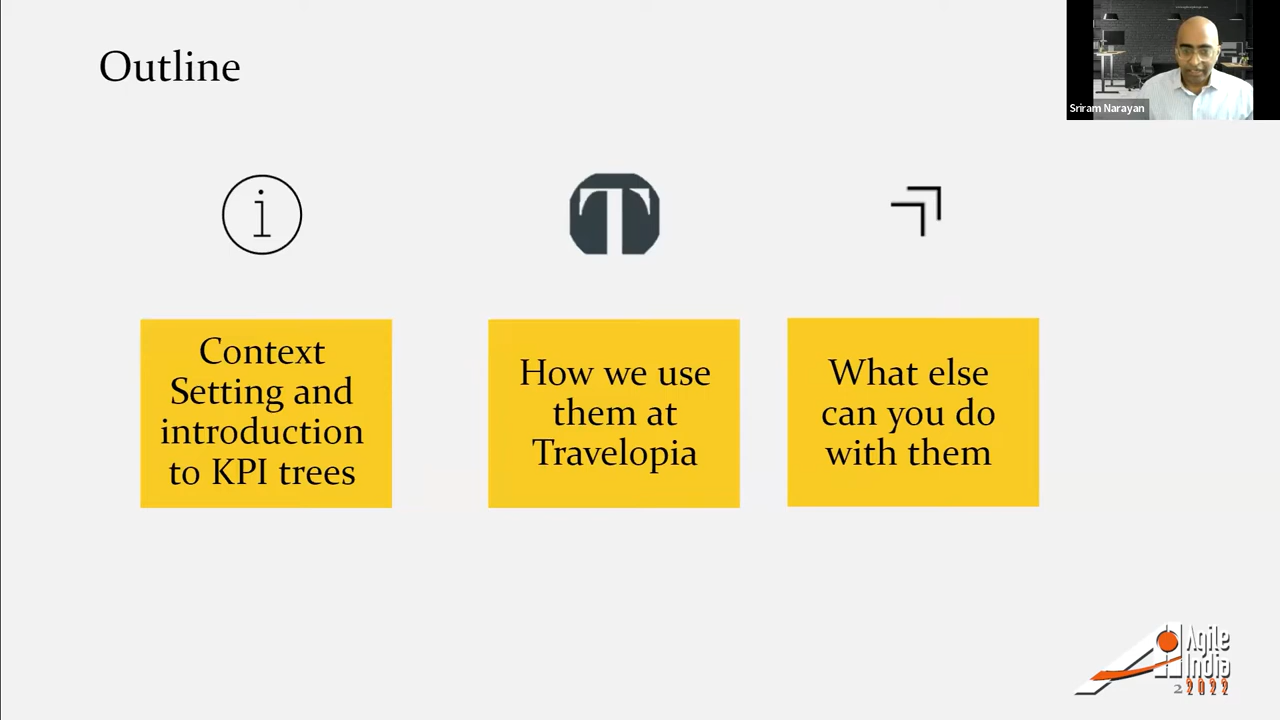 Outline
Sriram Narayan
i
T
Context
Setting and
introduction
to KPI trees
How we use
them at
Travelopia
What else
can you do
with them
Agile
India
2022